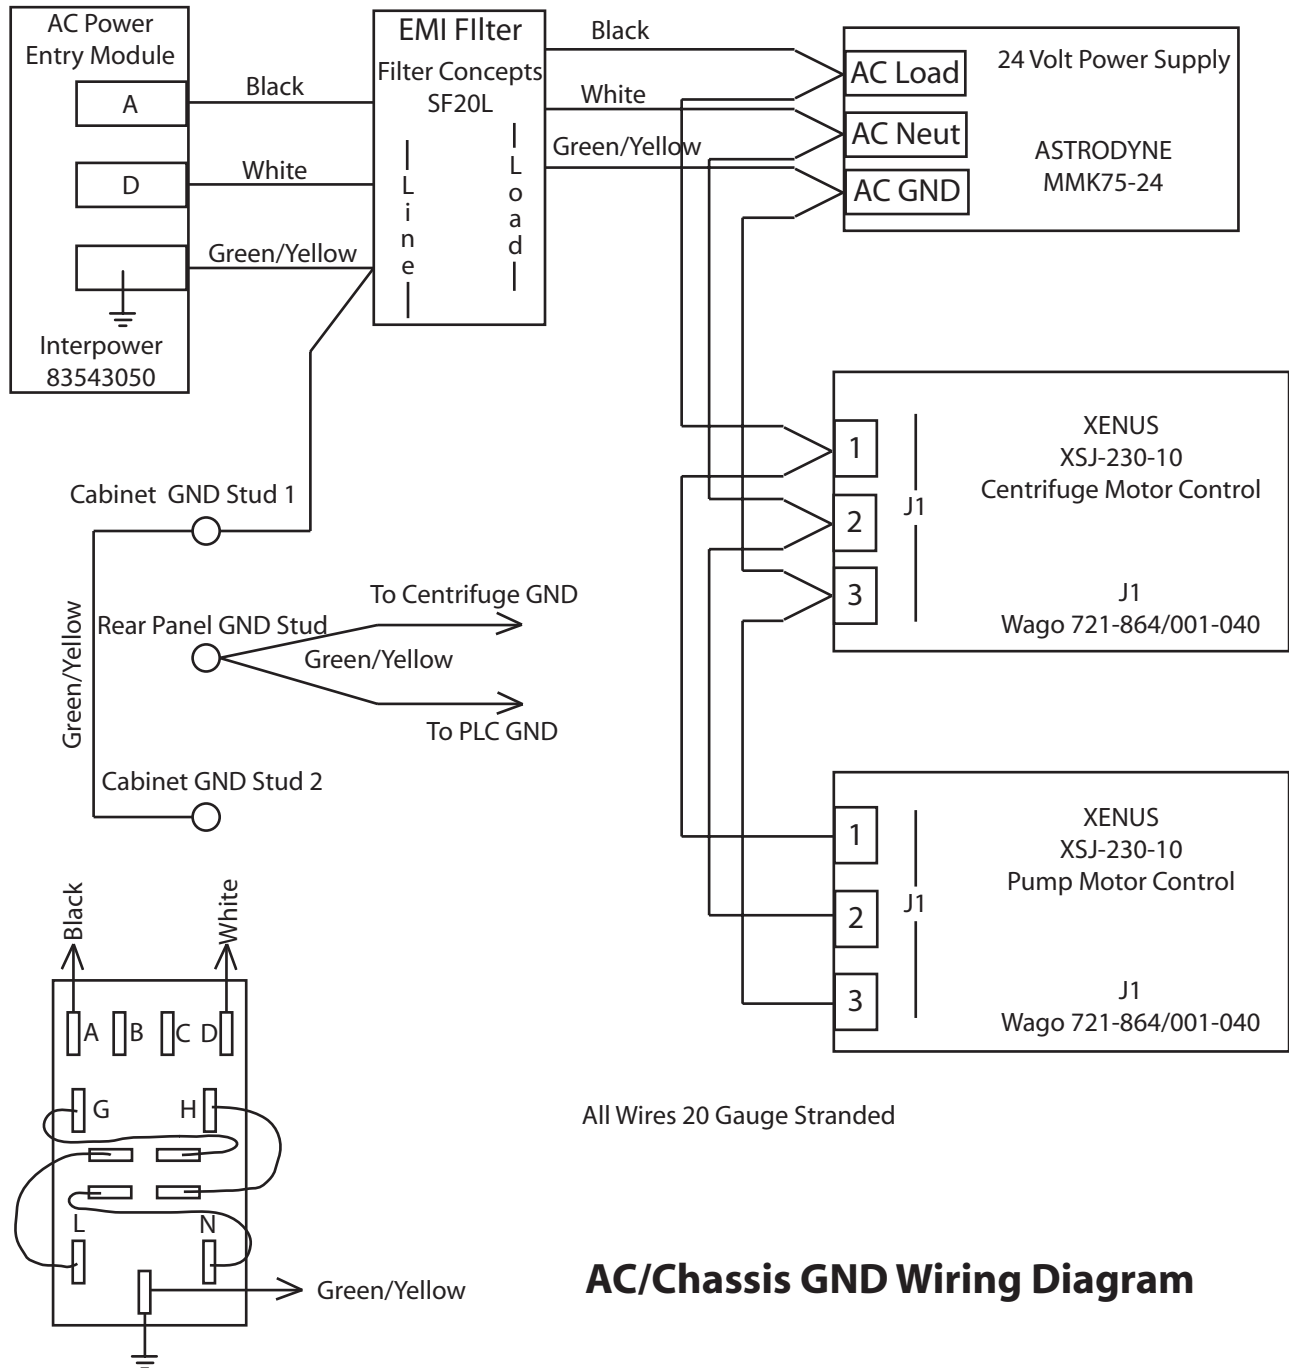 AC Power
Entry Module
A
D
Interpower
83543050
Black
White
Green/Yellow
EMI FIlter
Filter Concepts
SF20L
Line
Load
Black
White
Green/Yellow
AC Load
AC Neut
AC GND
24 Volt Power Supply
ASTRODYNE
MMK75-24
1
2
3
J1
XENUS
XSJ-230-10
Centrifuge Motor Control
J1
Wago 721-864/001-040
Cabinet GND Stud 1
Green/Yellow
Rear Panel GND Stud
To Centrifuge GND
Green/Yellow
To PLC GND
Cabinet GND Stud 2
1
2
3
J1
XENUS
XSJ-230-10
Pump Motor Control
J1
Wago 721-864/001-040
Black
White
A
B
C
D
G
H
L
N
Green/Yellow
All Wires 20 Gauge Stranded
AC/Chassis GND Wiring Diagram